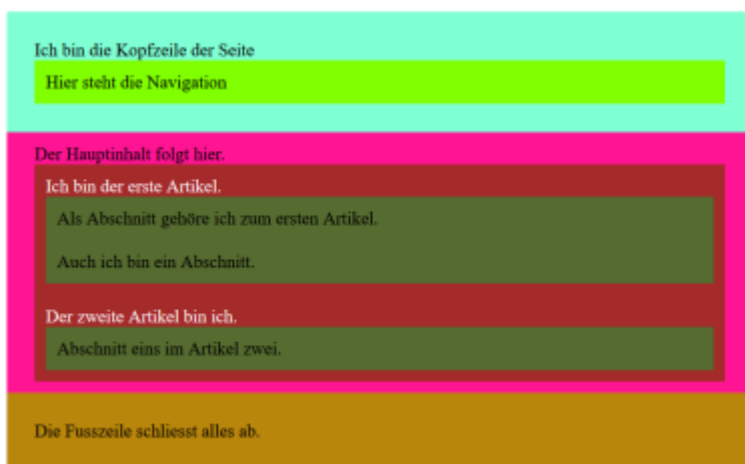 Ich bin die Kopfzeile der Seite
Hier steht die Navigation
Der Hauptinhalt folgt hier.
Ich bin der erste Artikel.
Als Abschnitt gehöre ich zum ersten Artikel.
Auch ich bin ein Abschnitt.
Der zweite Artikel bin ich.
Abschnitt eins im Artikel zwei.
Die Fusszeile schliesst alles ab.